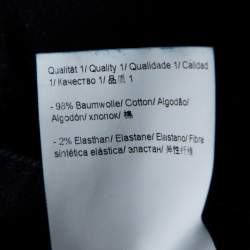 Qualität 1/ Quality 1/ Qualidade 1/ Calidad
1/ Качество 1/ 品质 1
- 98% Baumwolle/ Cotton/ Algodão/
Algodón/ хлопок/ 棉
- 2% Elasthan/ Elastane/ Elastano/ Fibra
sintética elástica/ эластан/ 弹性纤维